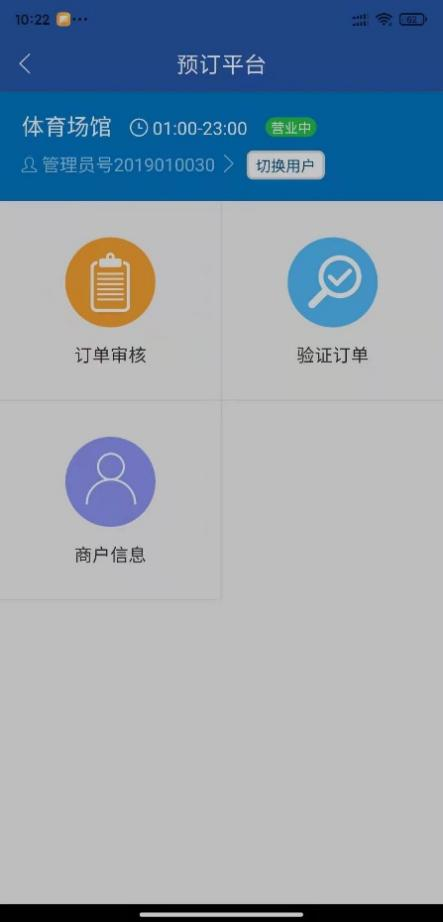 10:22
62
预订平台
体育场馆 01:00-23:00 营业中
管理员号2019010030 切换用户
订单审核 验证订单
商户信息